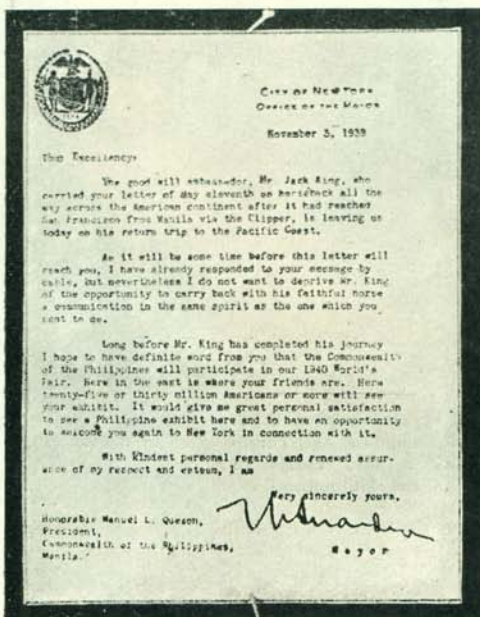 CITY OF NEW YORK
OFFICE OF THE MAYOR
November 3, 1939
Your Excellency:
The good will ambassador, Mr. Jack King, who
carried your letter of May eleventh on horseback all the
way across the American continent after it had reached
San Francisco from Manila via the Clipper, is leaving us
today on his return trip to the Pacific Coast.
As it will be some time before this letter will
reach you, I have already responded to your message by
cable, but nevertheless I do not want to deprive Mr. King
of the opportunity to carry back with his faithful horse
a communication in the same spirit as the one which you
sent to me.
Long before Mr. King has completed his journey
I hope to have definite word from you that the Commonwealth
of the Philippines will participate in our 1940 World's
Fair. Here in the east is where your friends are. Here
twenty-five or thirty million Americans or more will see
your exhibit. It would give me great personal satisfaction
to see a Philippine exhibit here and to have an opportunity
to welcome you again to New York in connection with it.
With kindest personal regards and renewed assur-
ance of my respect and esteem, I am
Very sincerely yours,
Mayor
Honorable Manuel L. Quezon,
President,
Commonwealth of the Philippines,
Manila.